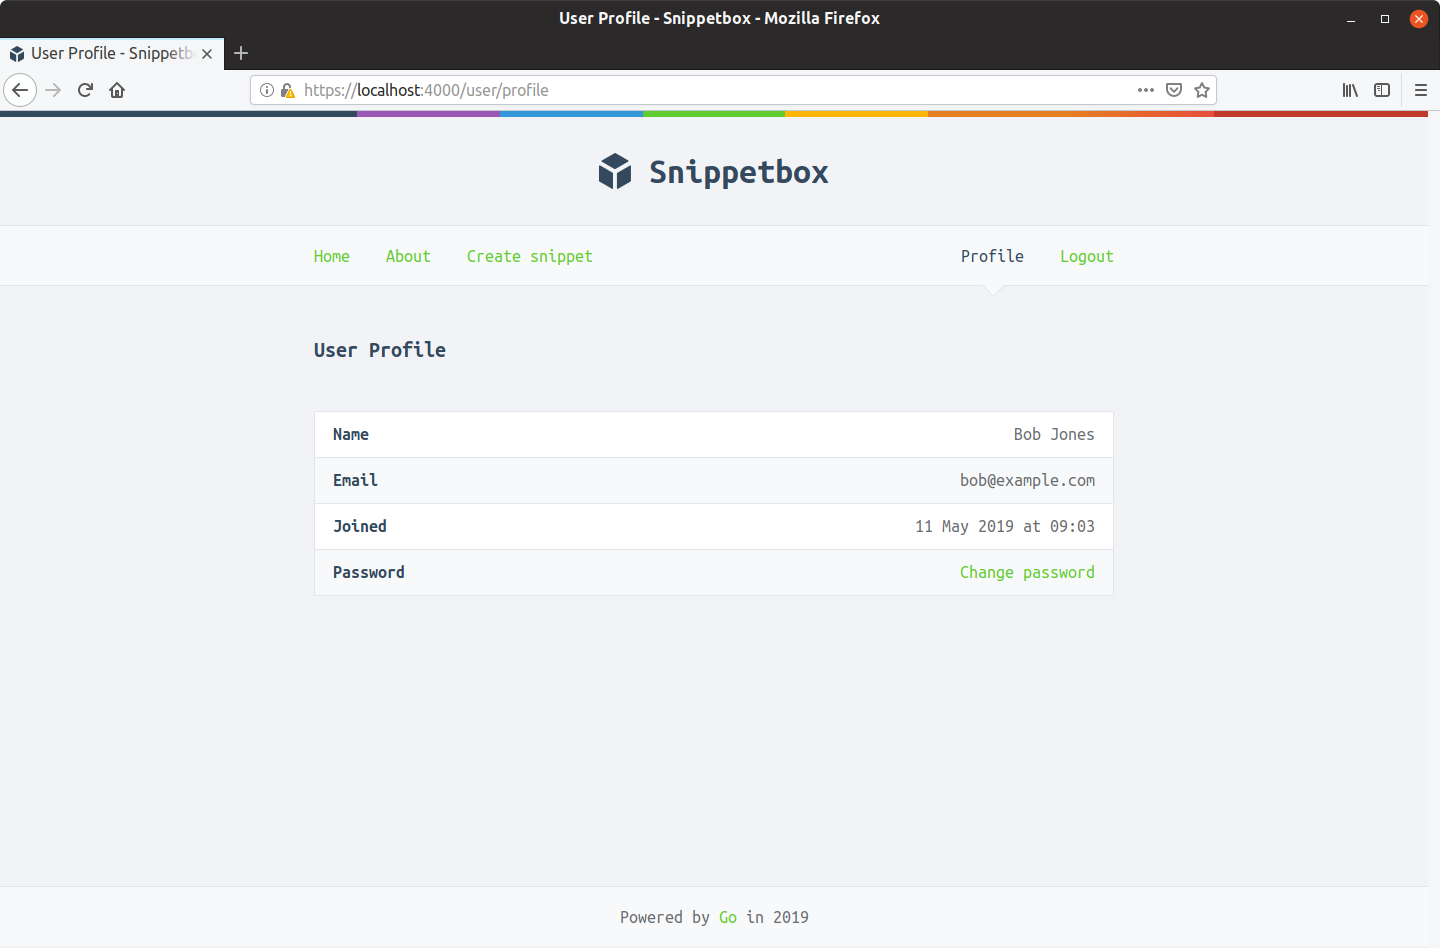 User Profile - Snippetbox - Mozilla Firefox
User Profile - Snippetb
https://localhost:4000/user/profile
Snippetbox
Home About Create snippet Profile Logout
User Profile
Name Bob Jones
Email bob@example.com
Joined 11 May 2019 at 09:03
Password Change password
Powered by Go in 2019